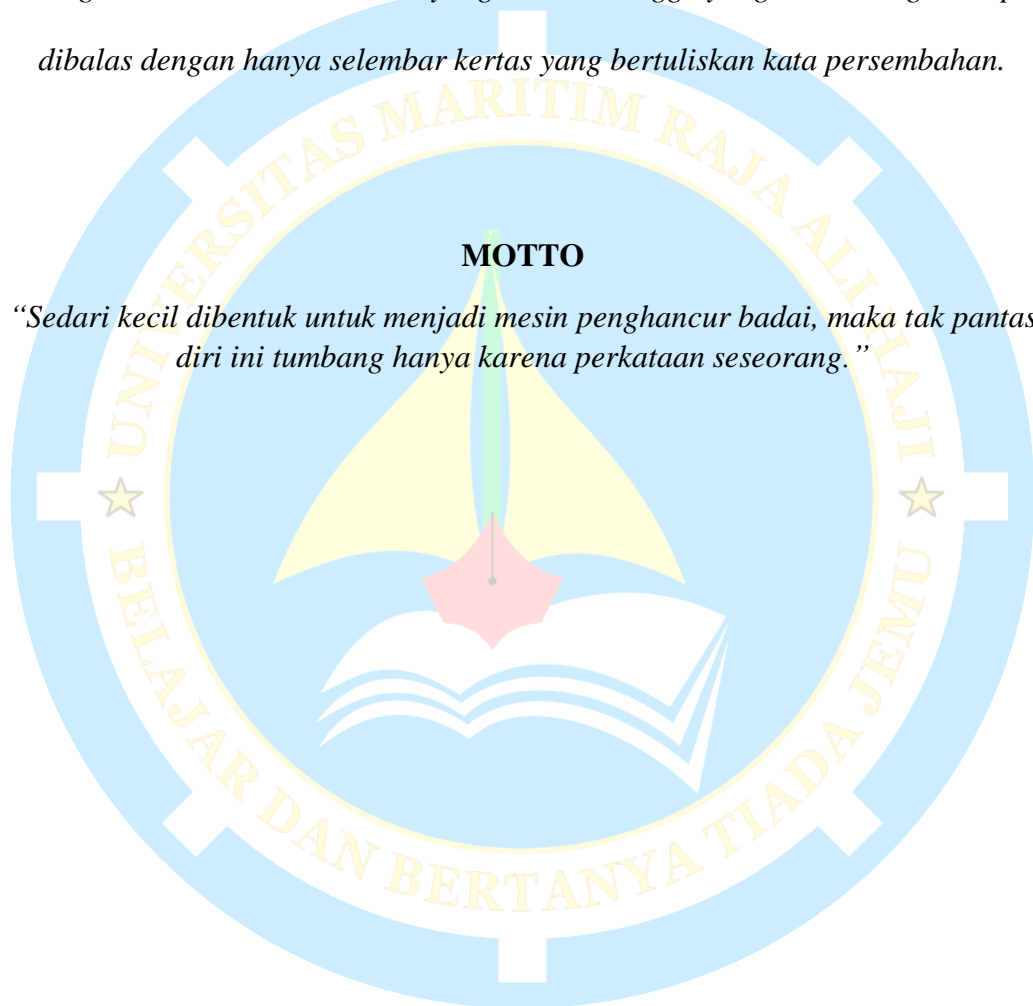 dibalas dengan hanya selembar kertas yang bertuliskan kata persembahan.
MOTTO
“Sedari kecil dibentuk untuk menjadi mesin penghancur badai, maka tak pantas
diri ini tumbang hanya karena perkataan seseorang.”
UNIVERSITAS MARITIM RAJA ALI HAJI
BELAJAR DAN BERTANYA TIADA JEMU